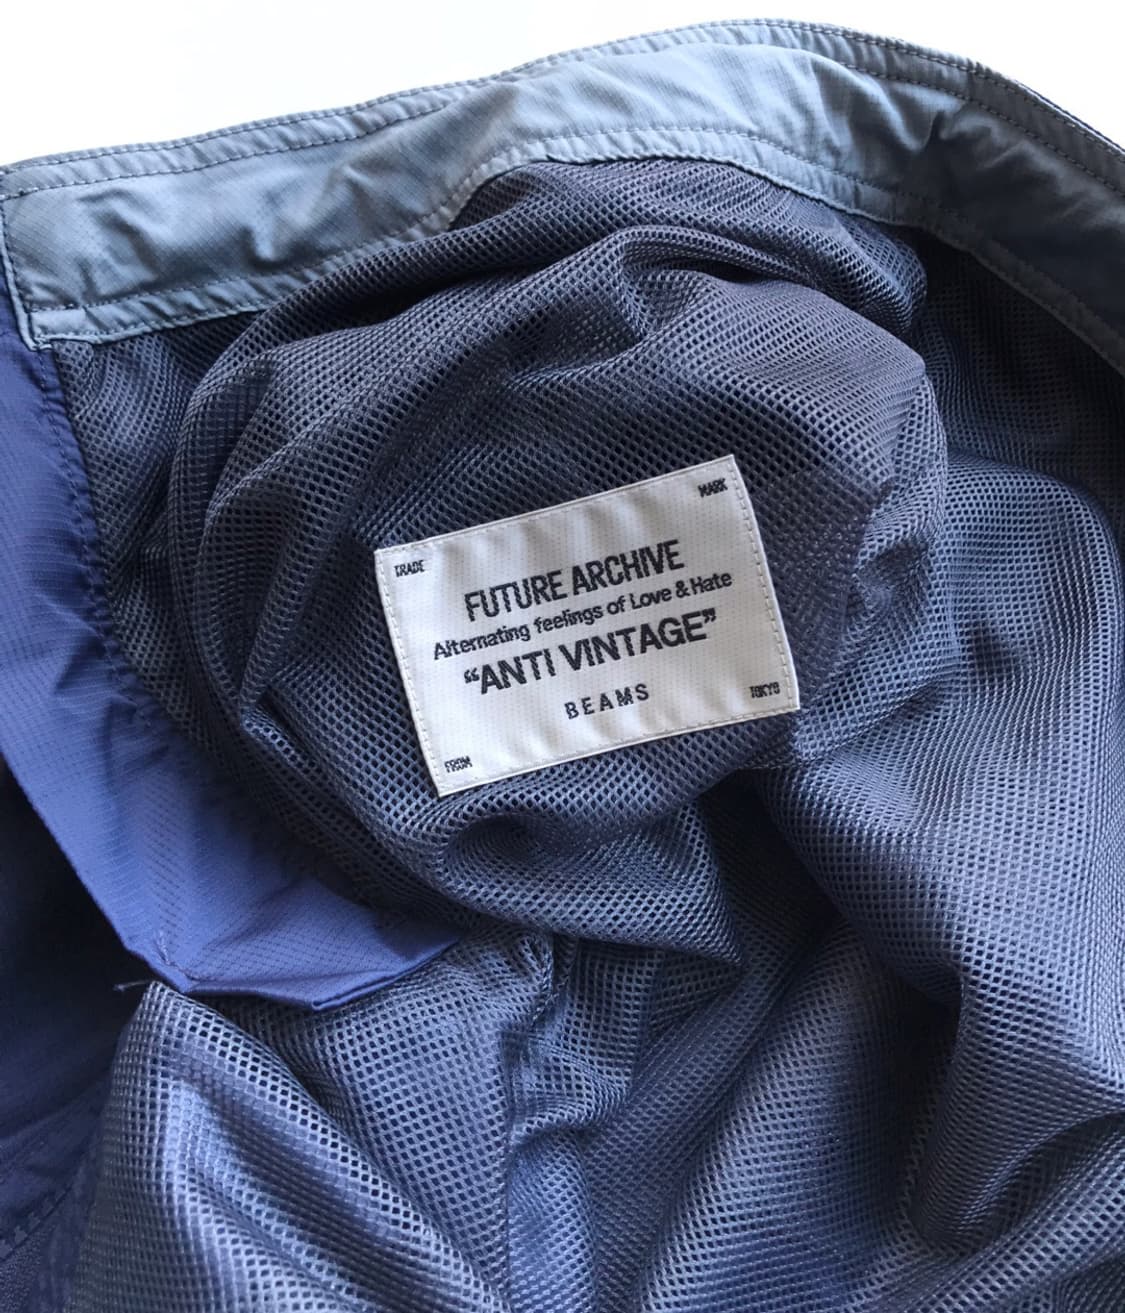 TRADE
MARK
FUTURE ARCHIVE
Alternating feelings of Love & Hate
“ANTI VINTAGE”
BEAMS
FROM
TOKYO